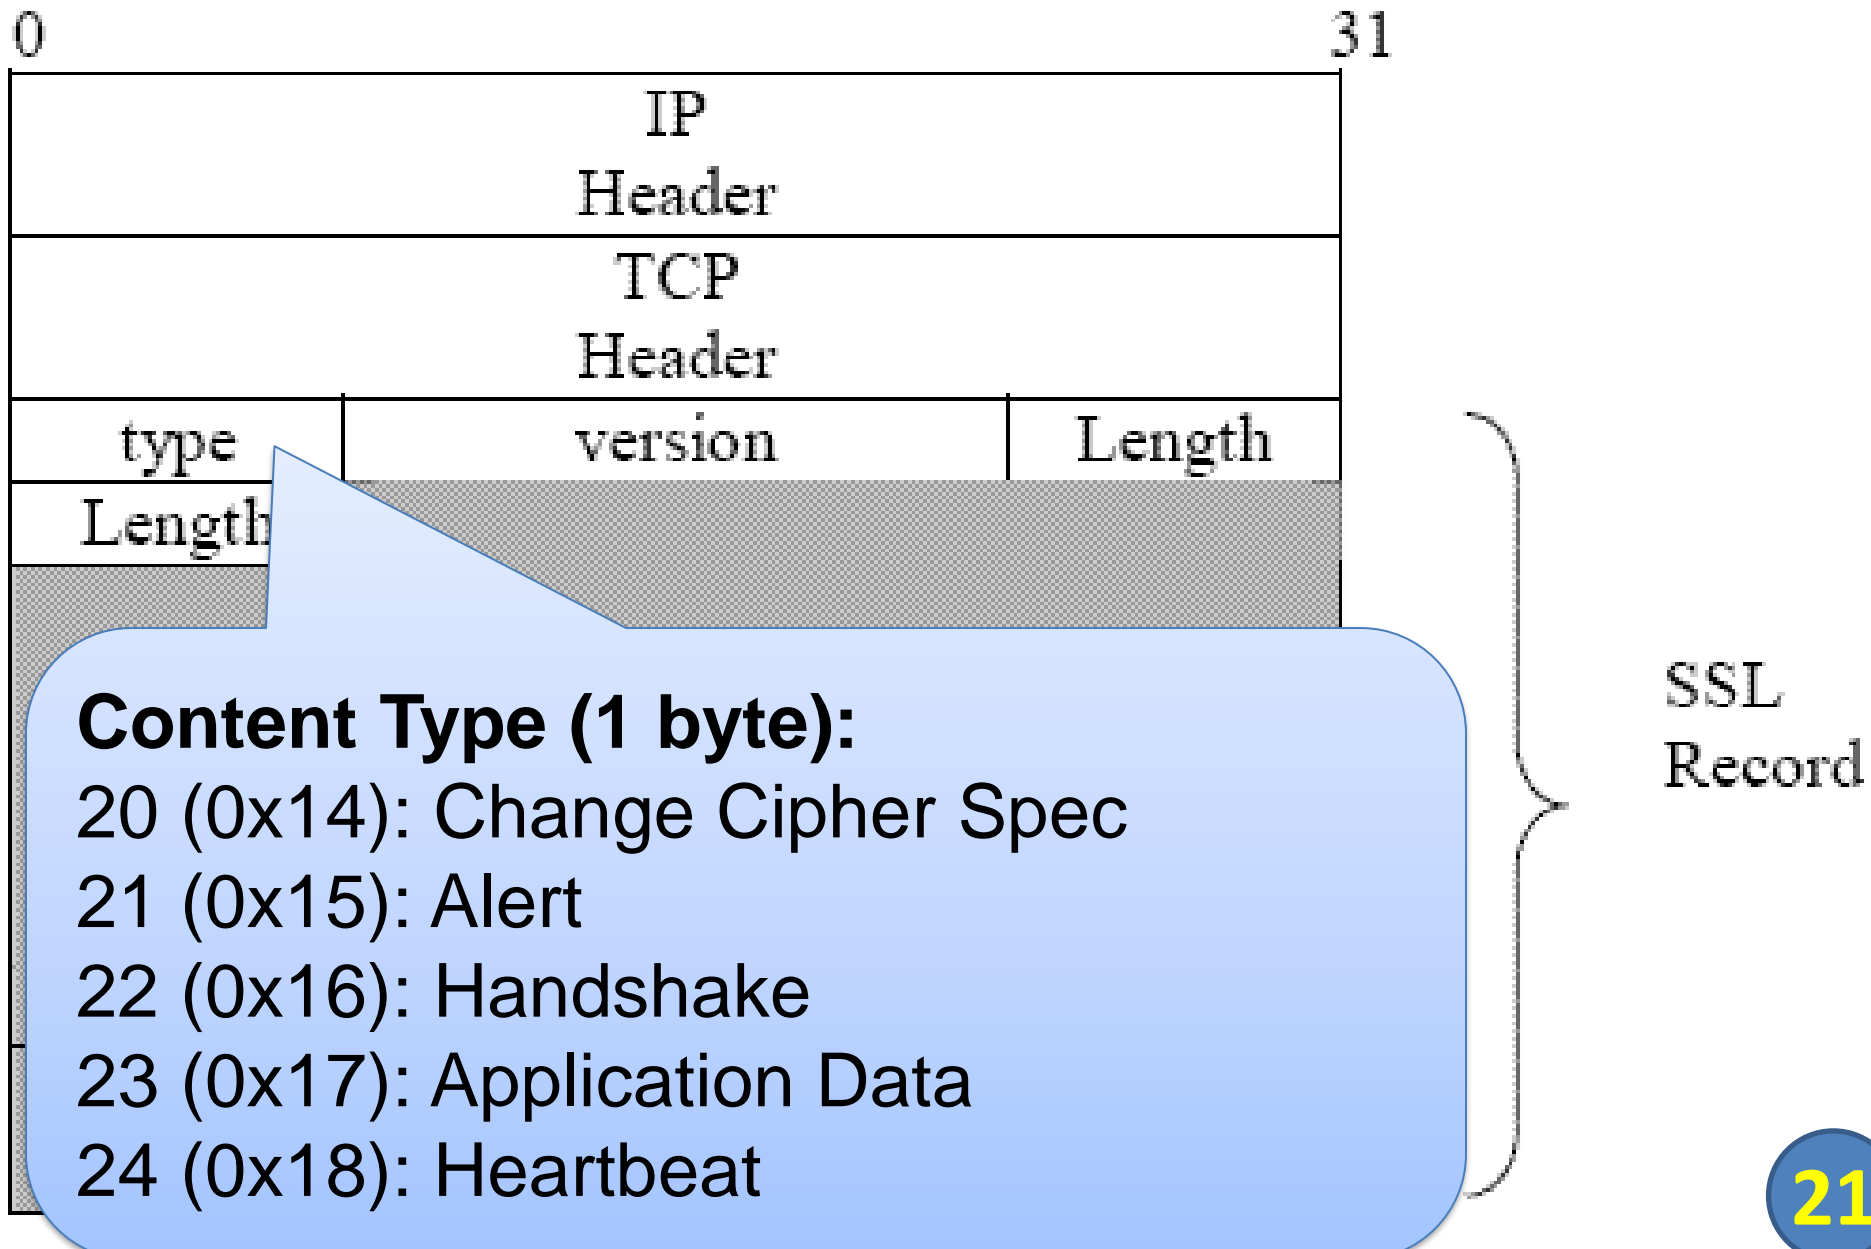 0 31
IP
Header
TCP
Header
type version Length
Length
Content Type (1 byte):
20 (0x14): Change Cipher Spec
21 (0x15): Alert
22 (0x16): Handshake
23 (0x17): Application Data
24 (0x18): Heartbeat
SSL
Record
21